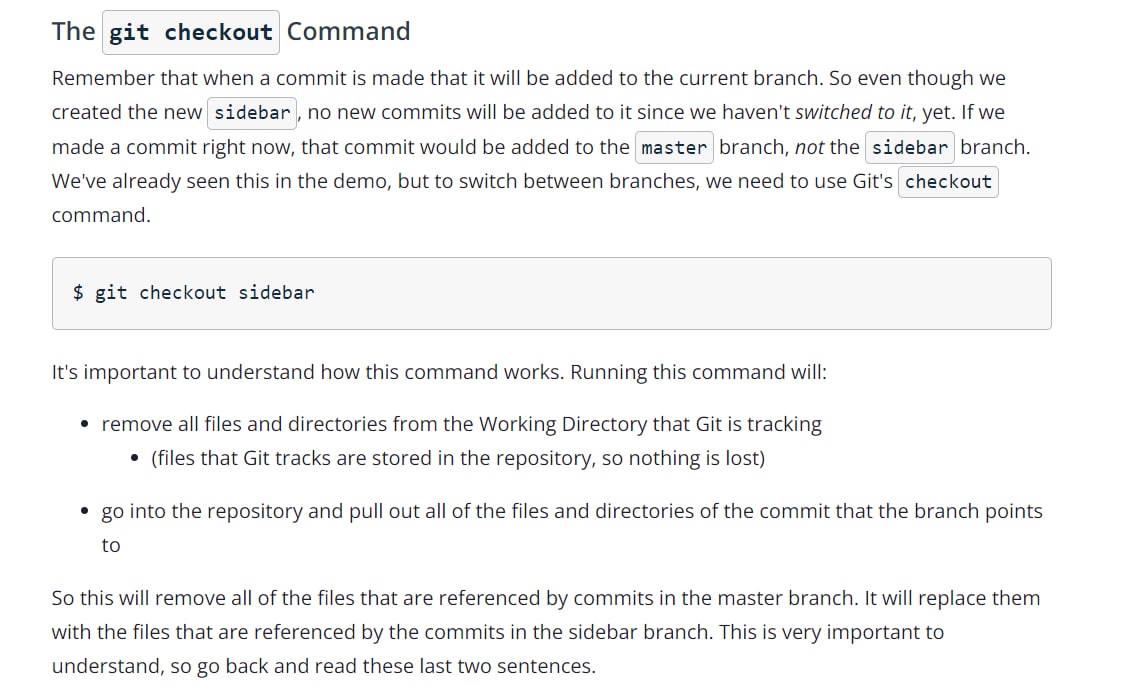 The git checkout Command
Remember that when a commit is made that it will be added to the current branch. So even though we
created the new sidebar, no new commits will be added to it since we haven't switched to it, yet. If we
made a commit right now, that commit would be added to the master branch, not the sidebar branch.
We've already seen this in the demo, but to switch between branches, we need to use Git's checkout
command.
$ git checkout sidebar
It's important to understand how this command works. Running this command will:
• remove all files and directories from the Working Directory that Git is tracking
• (files that Git tracks are stored in the repository, so nothing is lost)
• go into the repository and pull out all of the files and directories of the commit that the branch points
to
So this will remove all of the files that are referenced by commits in the master branch. It will replace them
with the files that are referenced by the commits in the sidebar branch. This is very important to
understand, so go back and read these last two sentences.